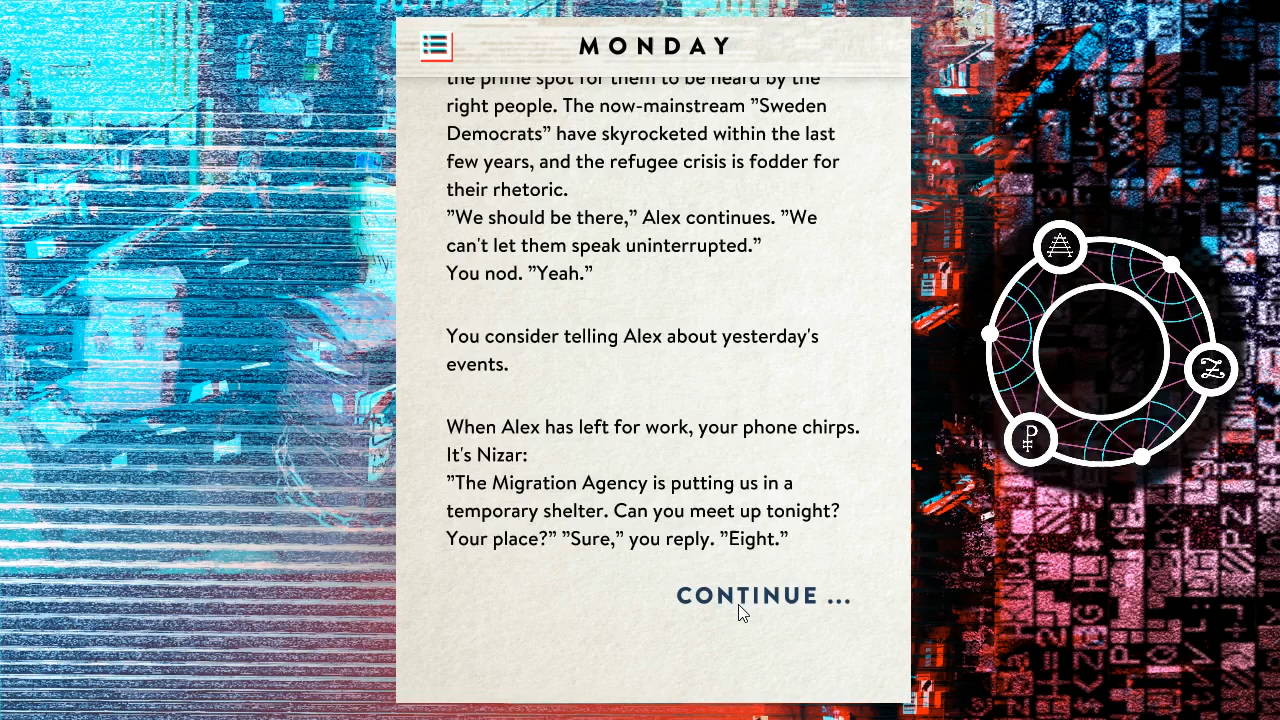 MONDAY
the prime spot for them to be heard by the
right people. The now-mainstream ”Sweden
Democrats” have skyrocketed within the last
few years, and the refugee crisis is fodder for
their rhetoric.
”We should be there,” Alex continues. ”We
can't let them speak uninterrupted.”
You nod. ”Yeah.”
You consider telling Alex about yesterday's
events.
When Alex has left for work, your phone chirps.
It's Nizar:
”The Migration Agency is putting us in a
temporary shelter. Can you meet up tonight?
Your place?” ”Sure,” you reply. ”Eight.”
CONTINUE ...